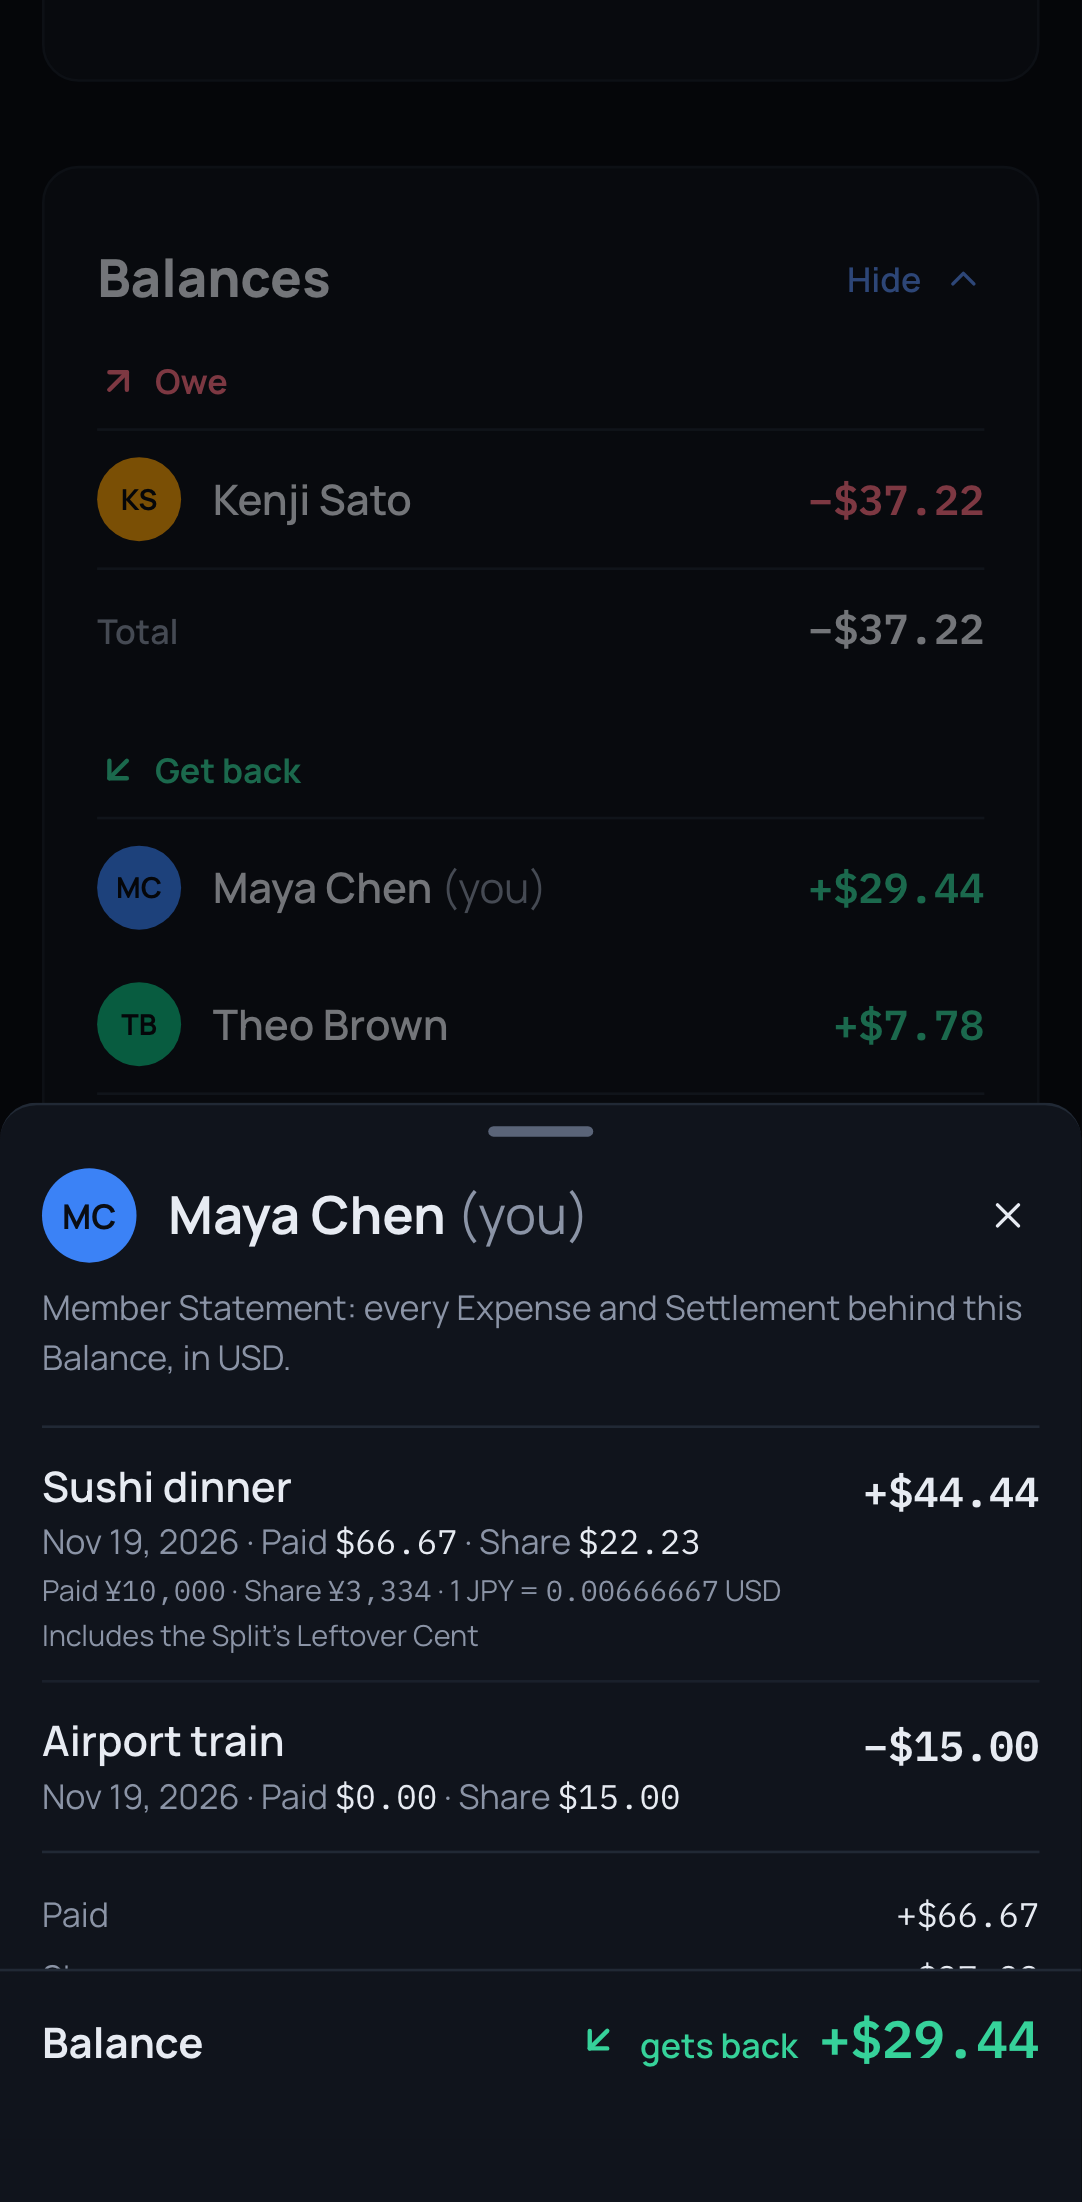 Balances
Hide
Owe
KS Kenji Sato −$37.22
Total −$37.22
Get back
MC Maya Chen (you) +$29.44
TB Theo Brown +$7.78
MC Maya Chen (you)
Member Statement: every Expense and Settlement behind this
Balance, in USD.
Sushi dinner +$44.44
Nov 19, 2026 · Paid $66.67 · Share $22.23
Paid ¥10,000 · Share ¥3,334 · 1 JPY = 0.00666667 USD
Includes the Split’s Leftover Cent
Airport train −$15.00
Nov 19, 2026 · Paid $0.00 · Share $15.00
Paid +$66.67
Balance gets back +$29.44